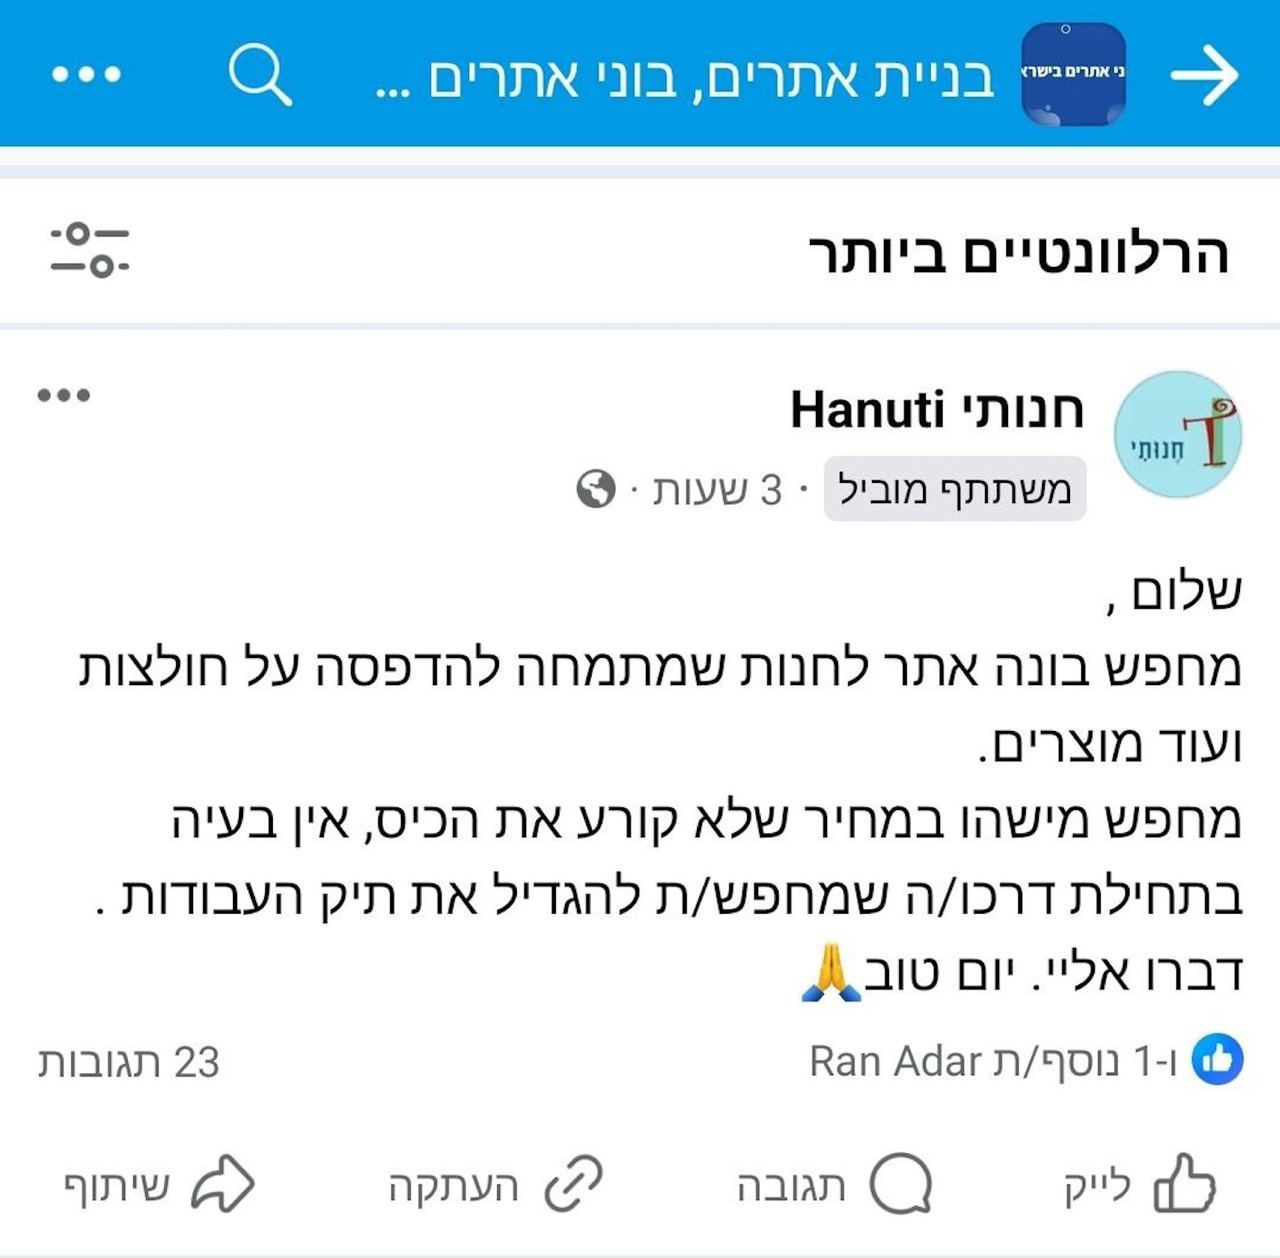 בניית אתרים, בוני אתרים ...
ני אתרים בישרא
הרלוונטיים ביותר
חנותי Hanuti
חנותי
משתתף מוביל · 3 שעות ·
שלום ,
מחפש בונה אתר לחנות שמתמחה להדפסה על חולצות
ועוד מוצרים.
מחפש מישהו במחיר שלא קורע את הכיס, אין בעיה
בתחילת דרכו/ה שמחפש/ת להגדיל את תיק העבודות .
דברו אליי. יום טוב🙏
Ran Adar ו-1 נוסף/ת
23 תגובות
לייק
תגובה
העתקה
שיתוף